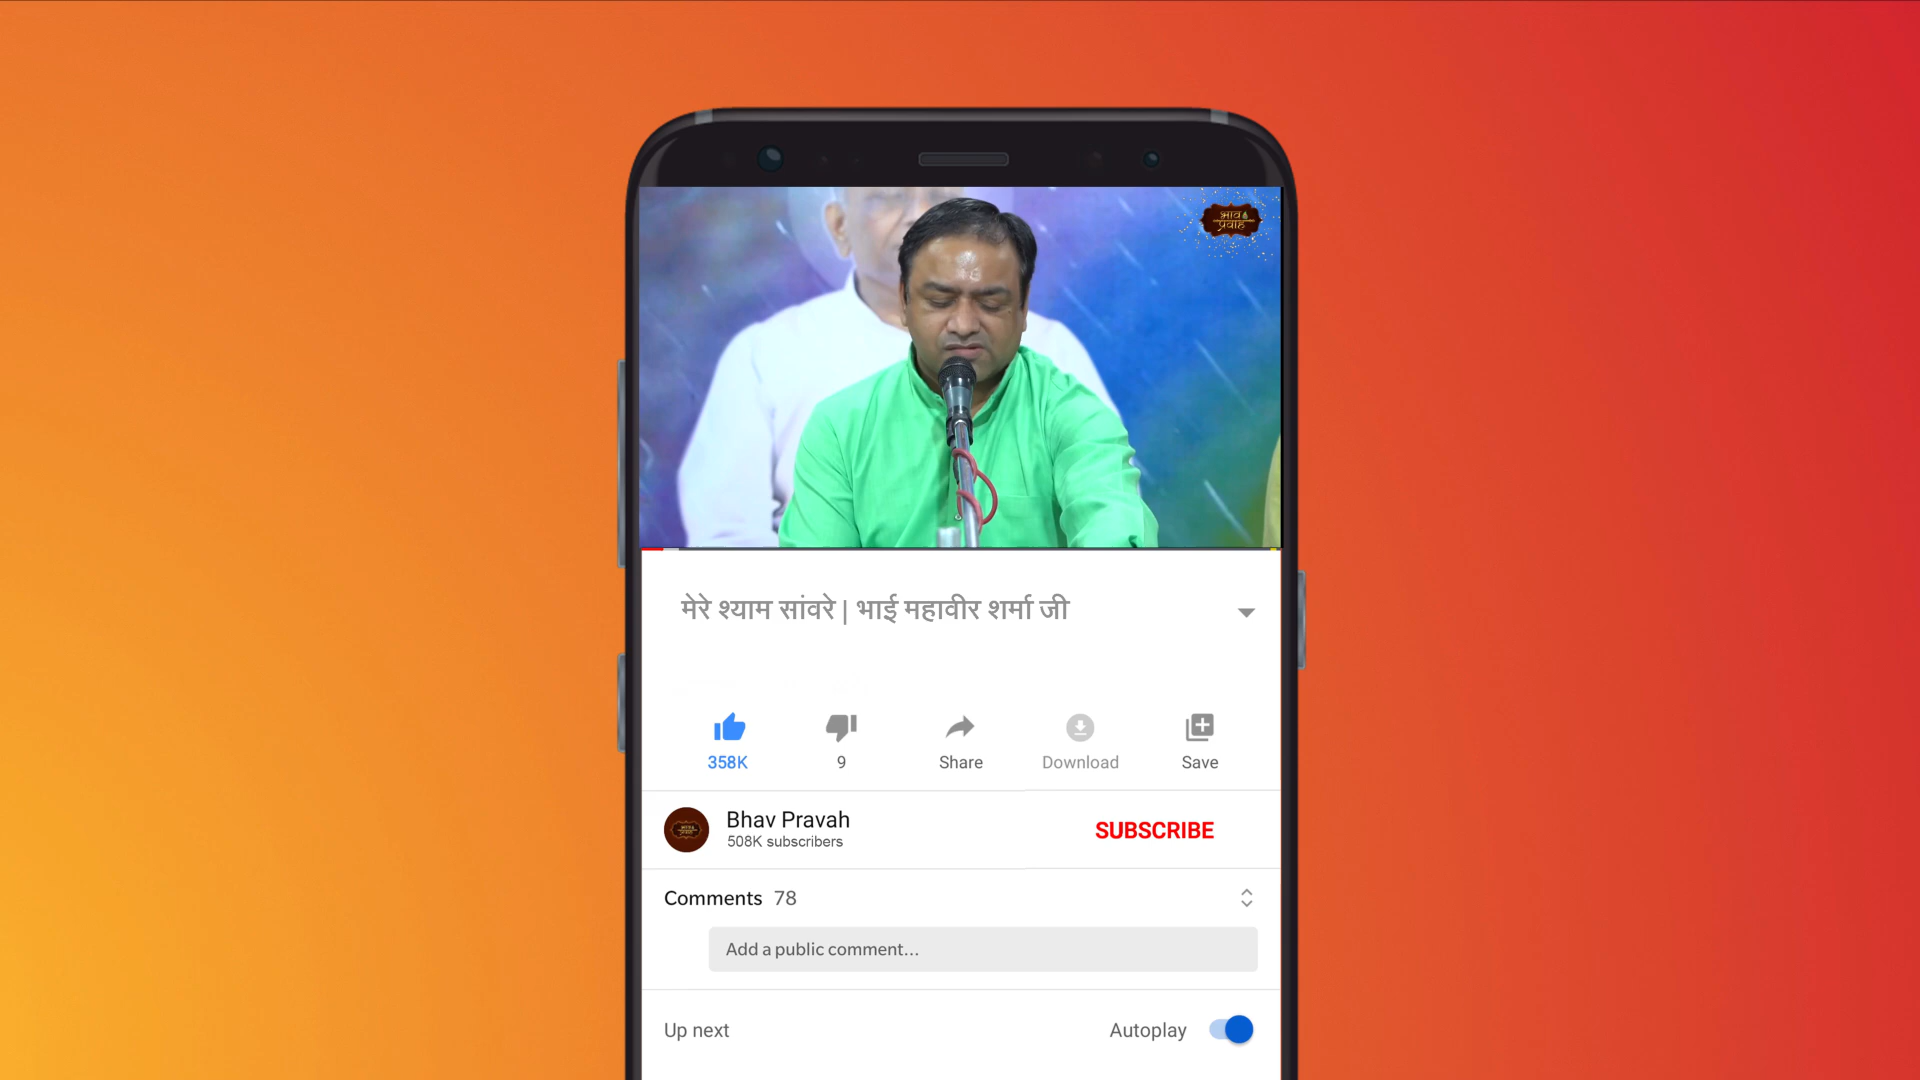 भाव
प्रवाह
मेरे श्याम सांवरे | भाई महावीर शर्मा जी
358K
9
Share
Download
Save
Bhav Pravah
508K subscribers
SUBSCRIBE
Comments 78
Add a public comment...
Up next
Autoplay